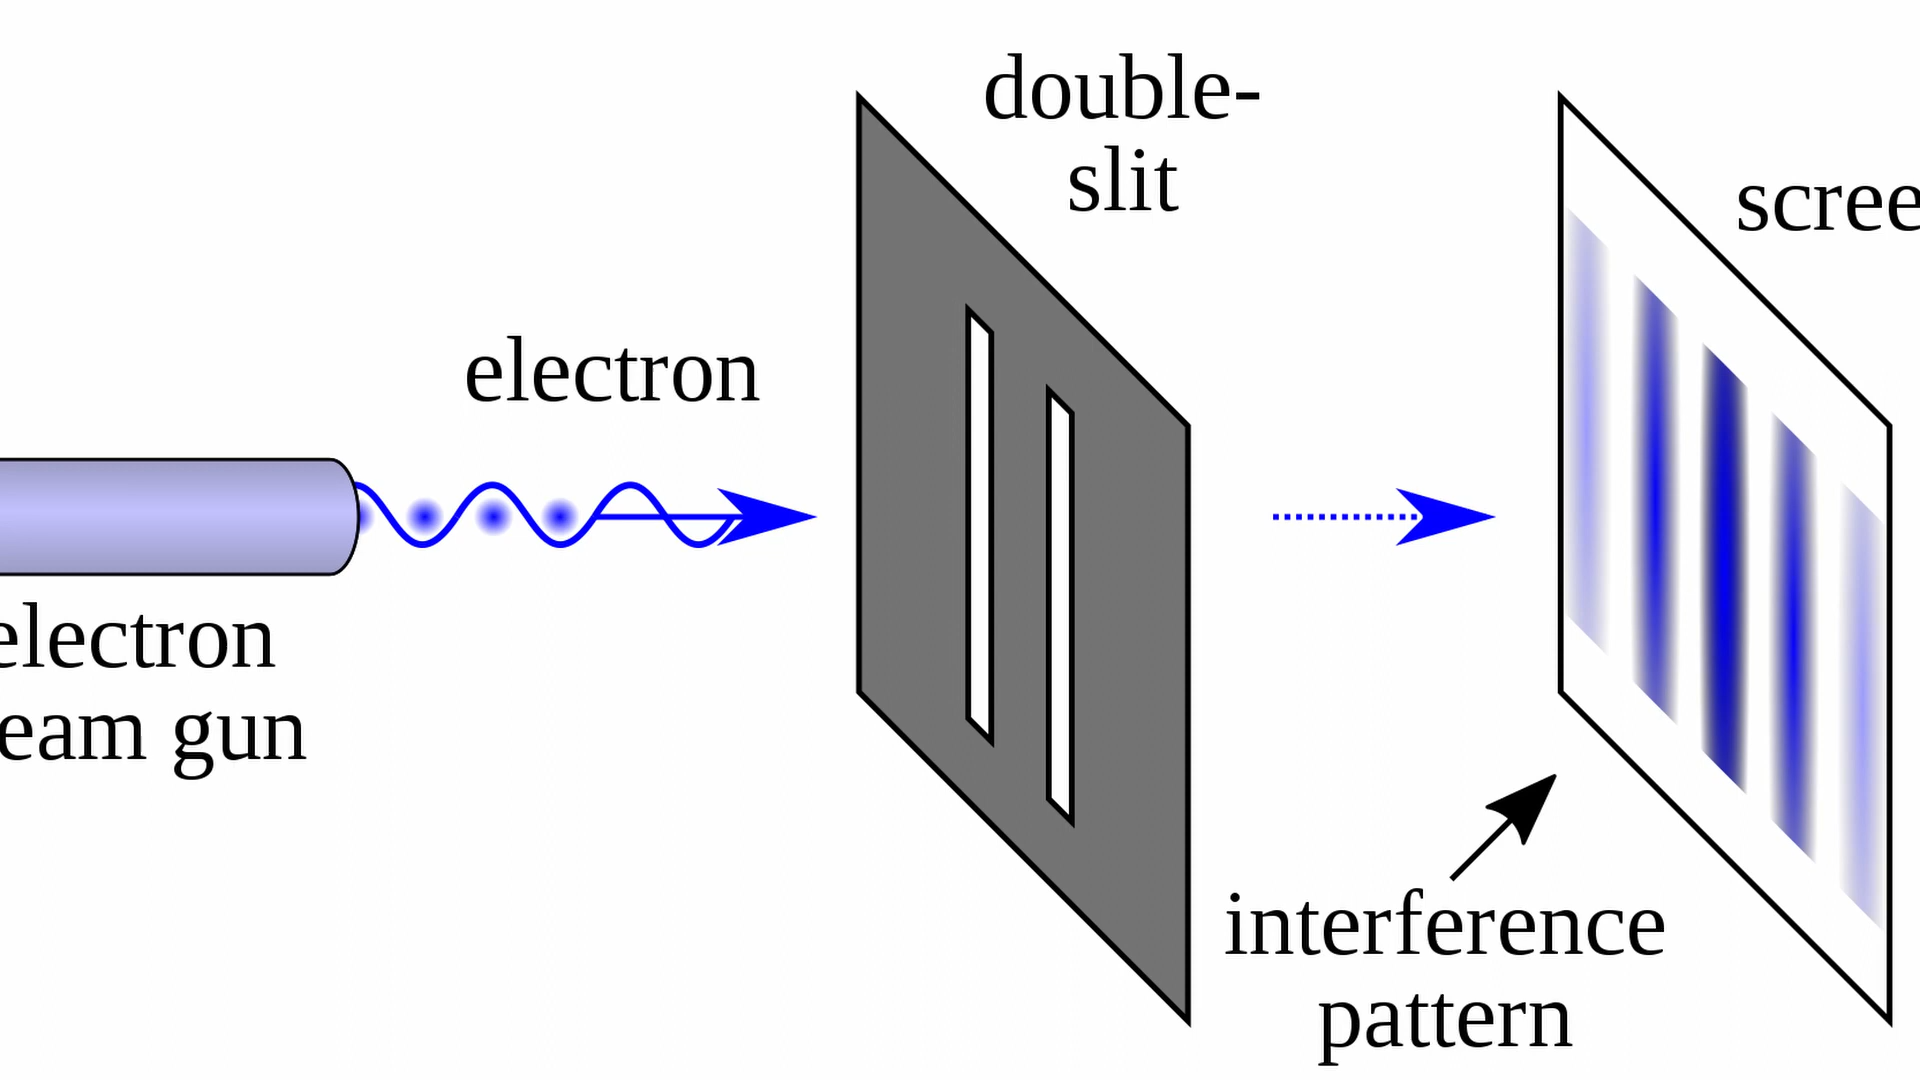 double-
slit
scree
electron
electron
eam gun
interference
pattern